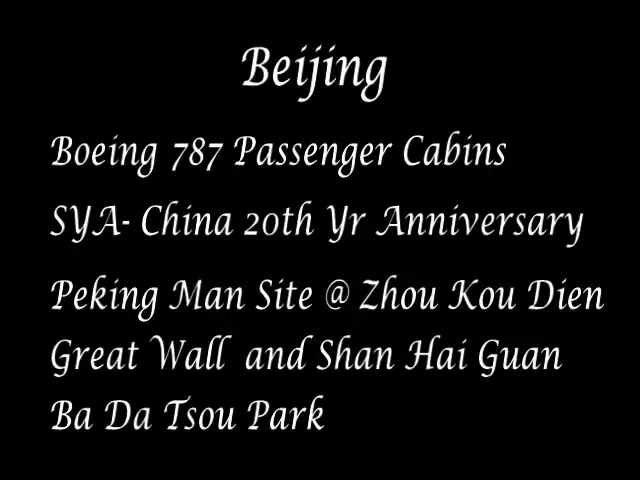 Beijing
Boeing 787 Passenger Cabins
SYA- China 20th Yr Anniversary
Peking Man Site @ Zhou Kou Dien
Great Wall and Shan Hai Guan
Ba Da Tsou Park